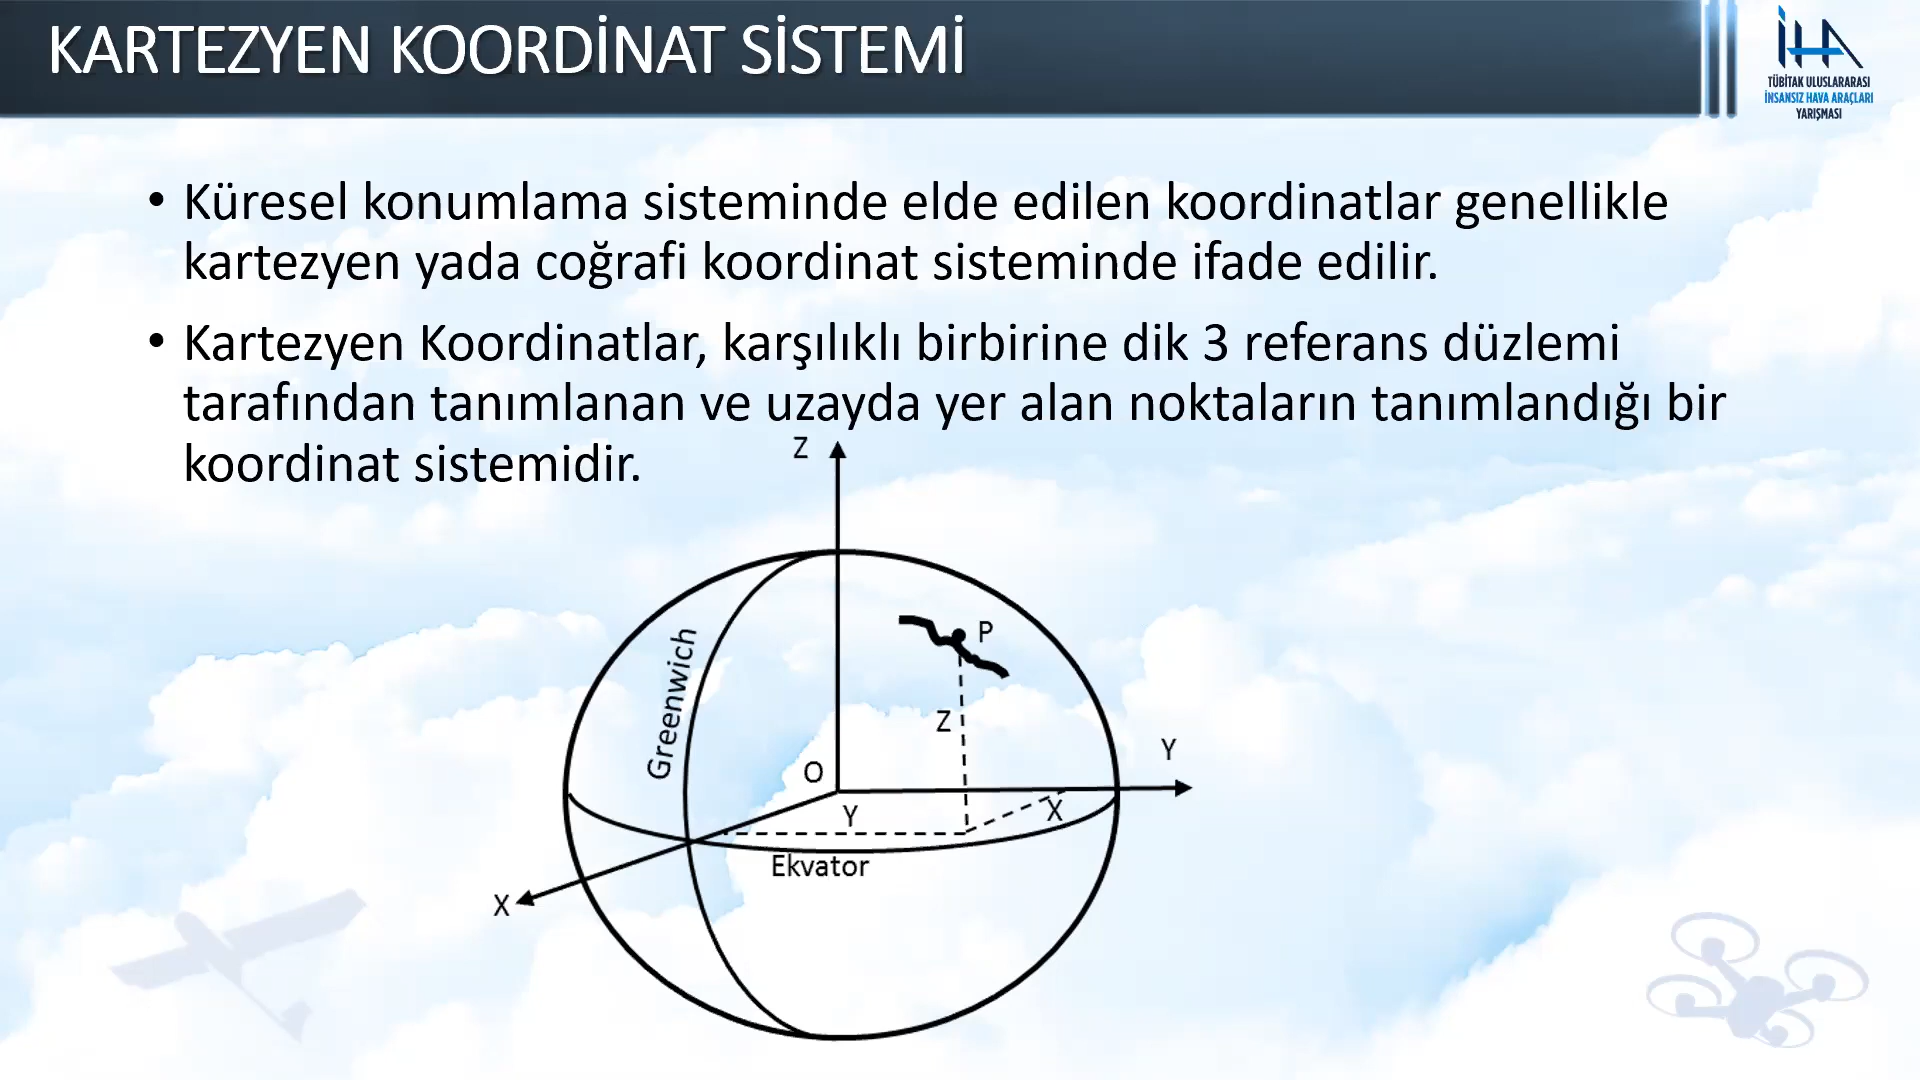 KARTEZYEN KOORDİNAT SİSTEMİ
İHA
TÜBİTAK ULUSLARARASI
İNSANSIZ HAVA ARAÇLARI
YARIŞMASI
• Küresel konumlama sisteminde elde edilen koordinatlar genellikle
kartezyen yada coğrafi koordinat sisteminde ifade edilir.
• Kartezyen Koordinatlar, karşılıklı birbirine dik 3 referans düzlemi
tarafından tanımlanan ve uzayda yer alan noktaların tanımlandığı bir
koordinat sistemidir.
Z
P
Greenwich
Z
Y
O
Y
X
Ekvator
X